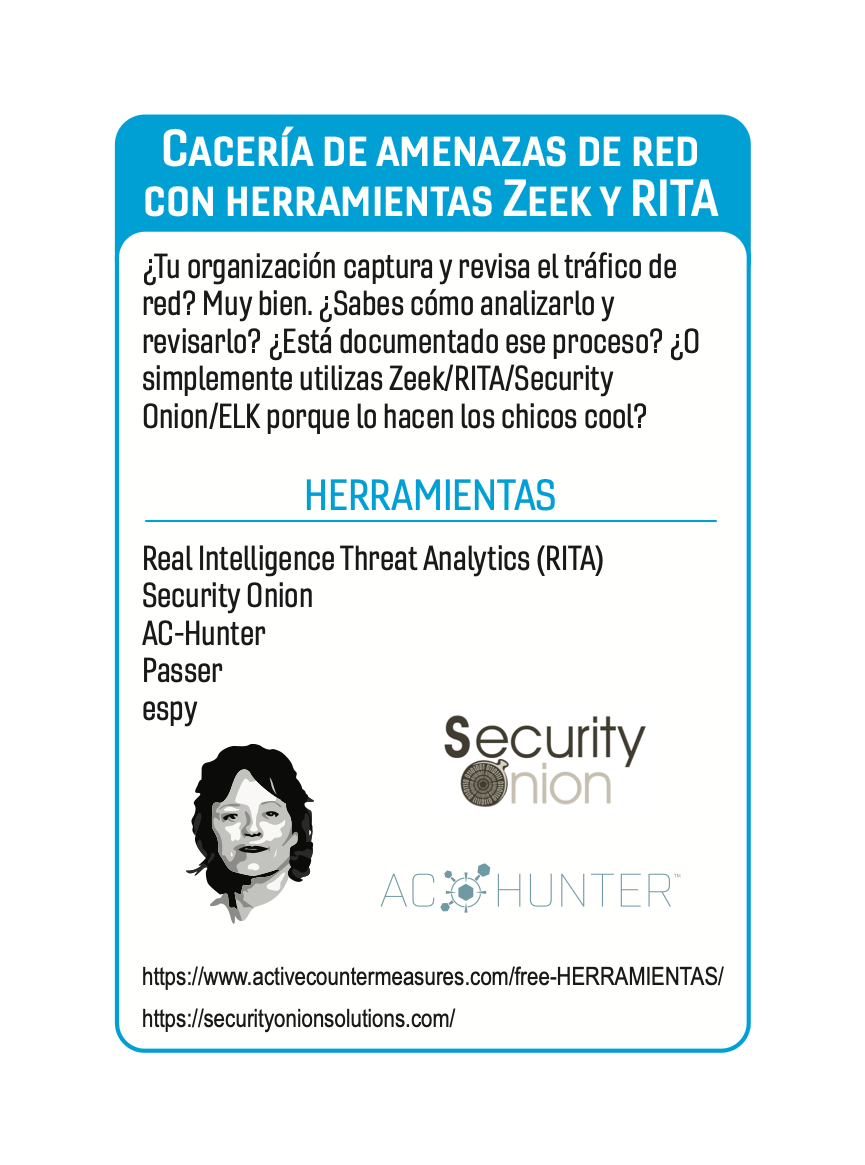 Cacería de amenazas de red
con herramientas Zeek y RITA
¿Tu organización captura y revisa el tráfico de
red? Muy bien. ¿Sabes cómo analizarlo y
revisarlo? ¿Está documentado ese proceso? ¿O
simplemente utilizas Zeek/RITA/Security
Onion/ELK porque lo hacen los chicos cool?
HERRAMIENTAS
Real Intelligence Threat Analytics (RITA)
Security Onion
AC-Hunter
Passer
espy
Security
Onion
AC HUNTER™
https://www.activecountermeasures.com/free-HERRAMIENTAS/
https://securityonionsolutions.com/